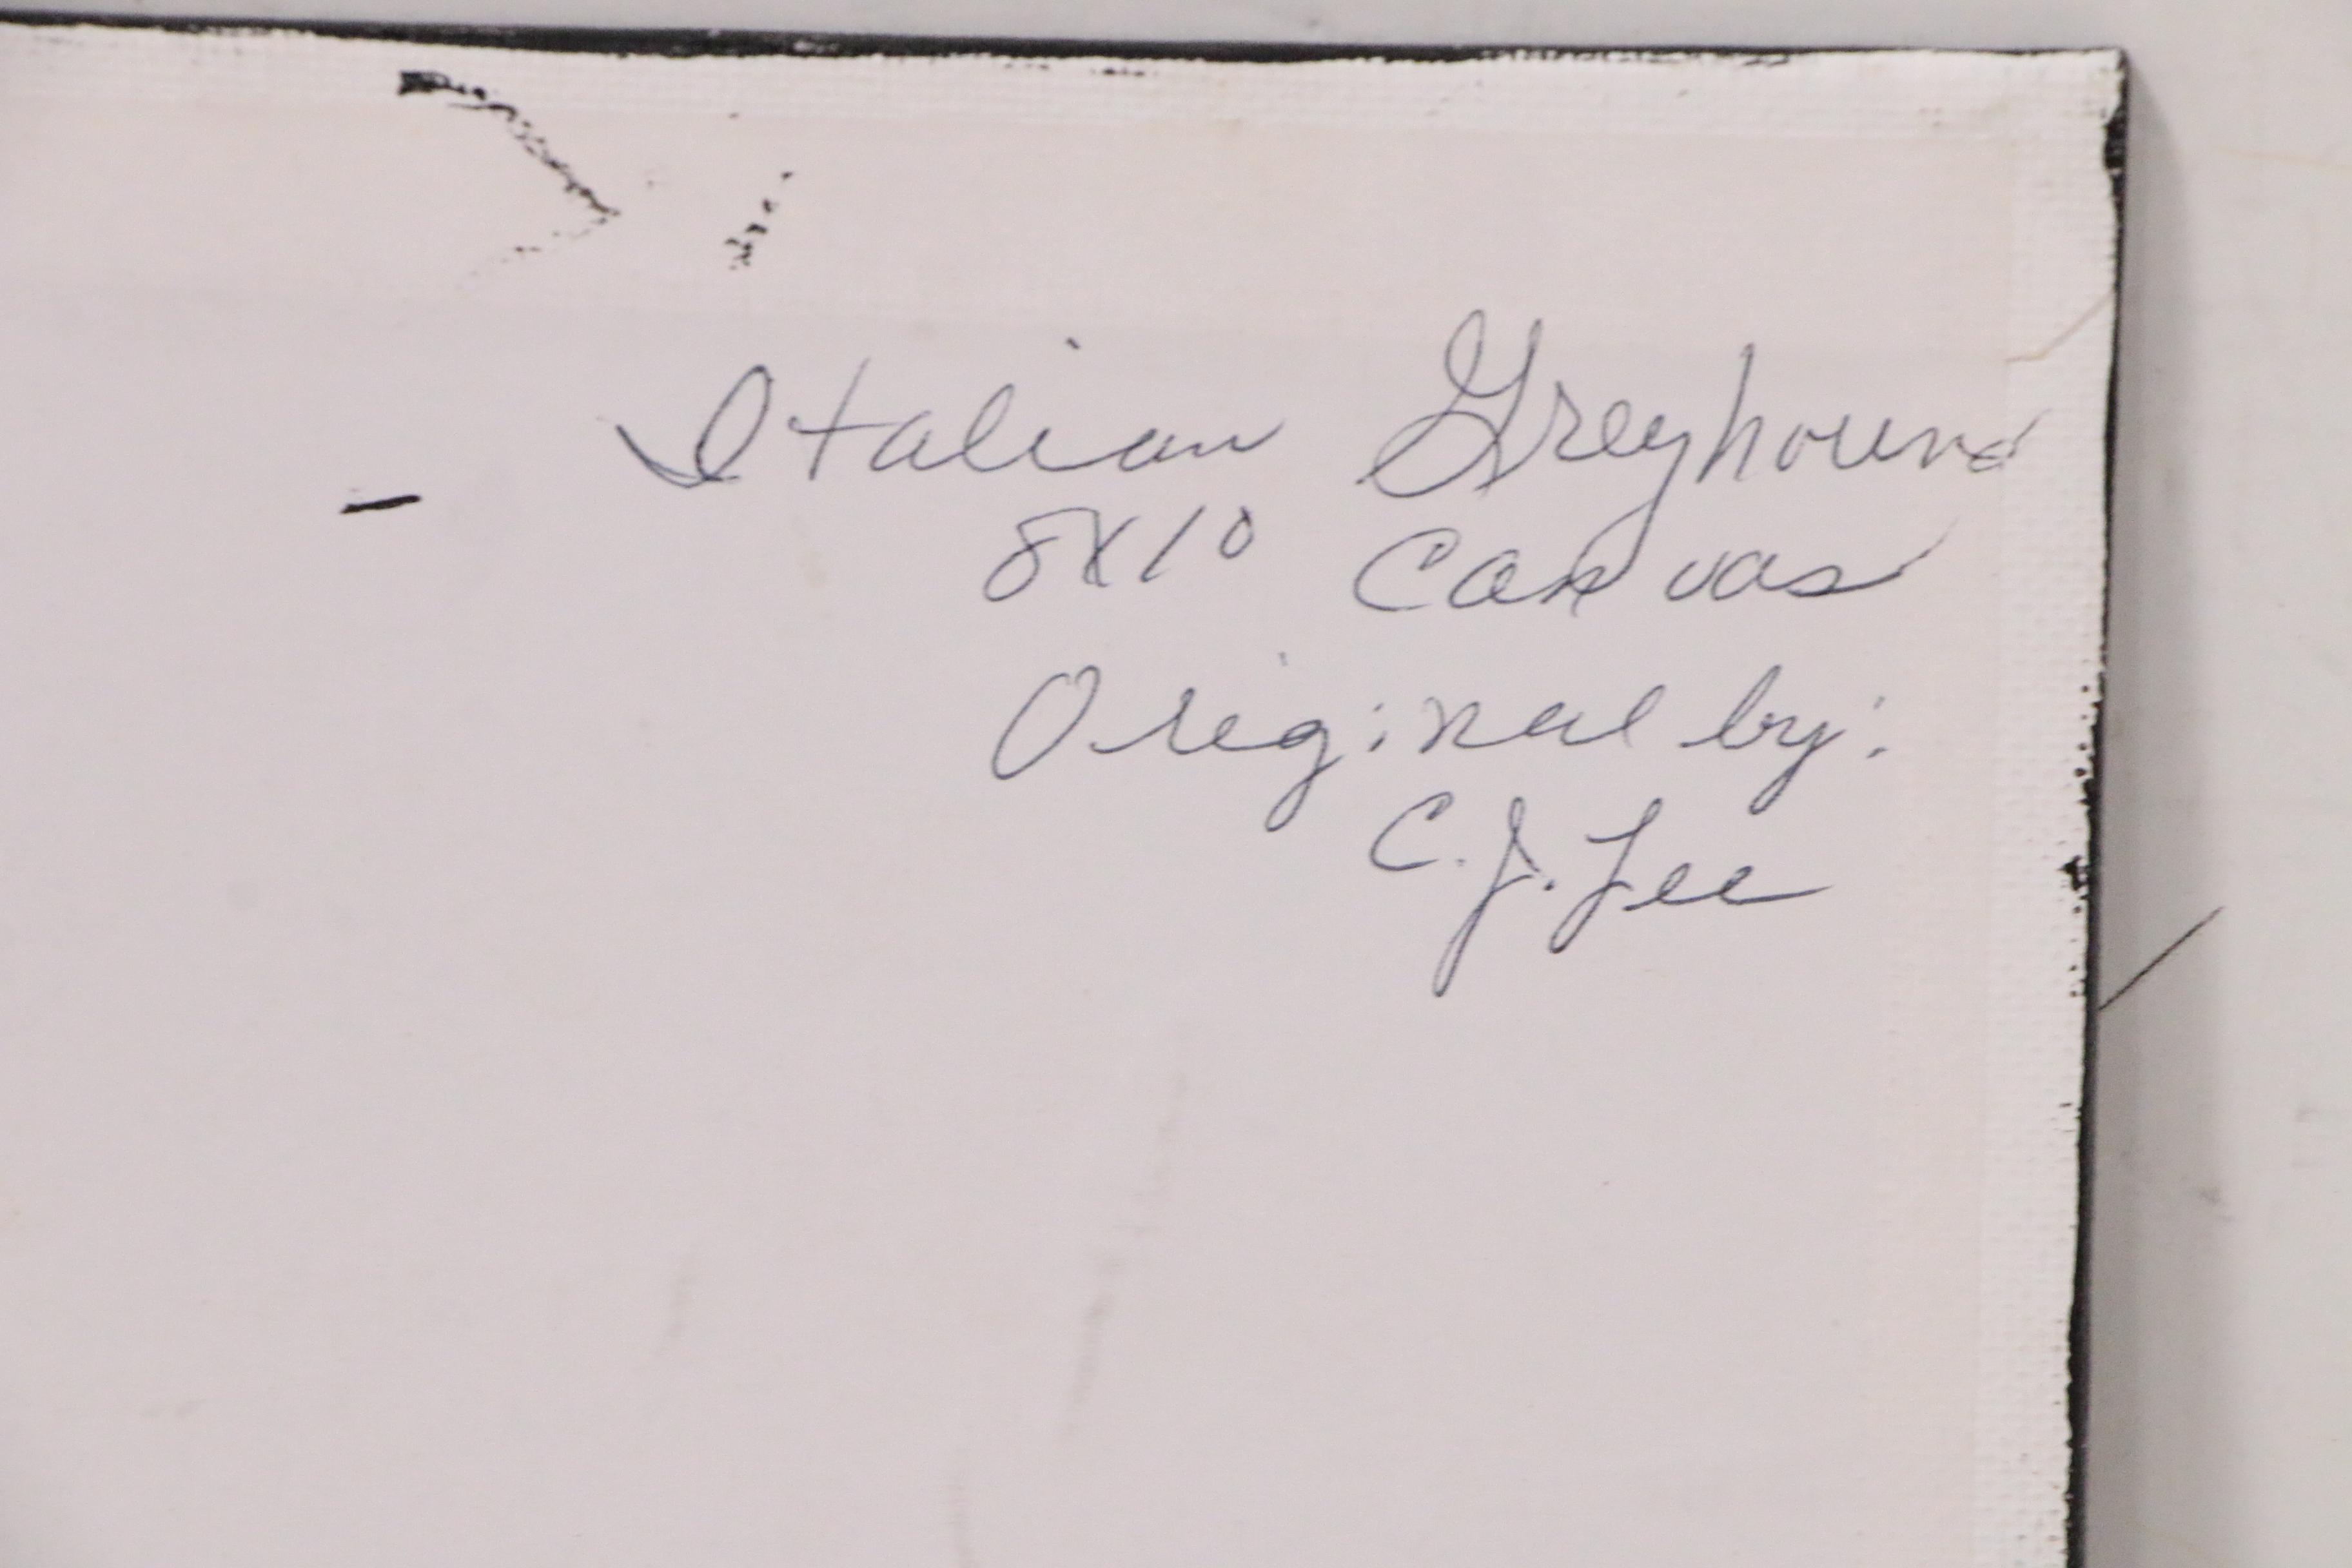 Italian Greyhound
8X10 Canvas
Original by:
C. J. Lee